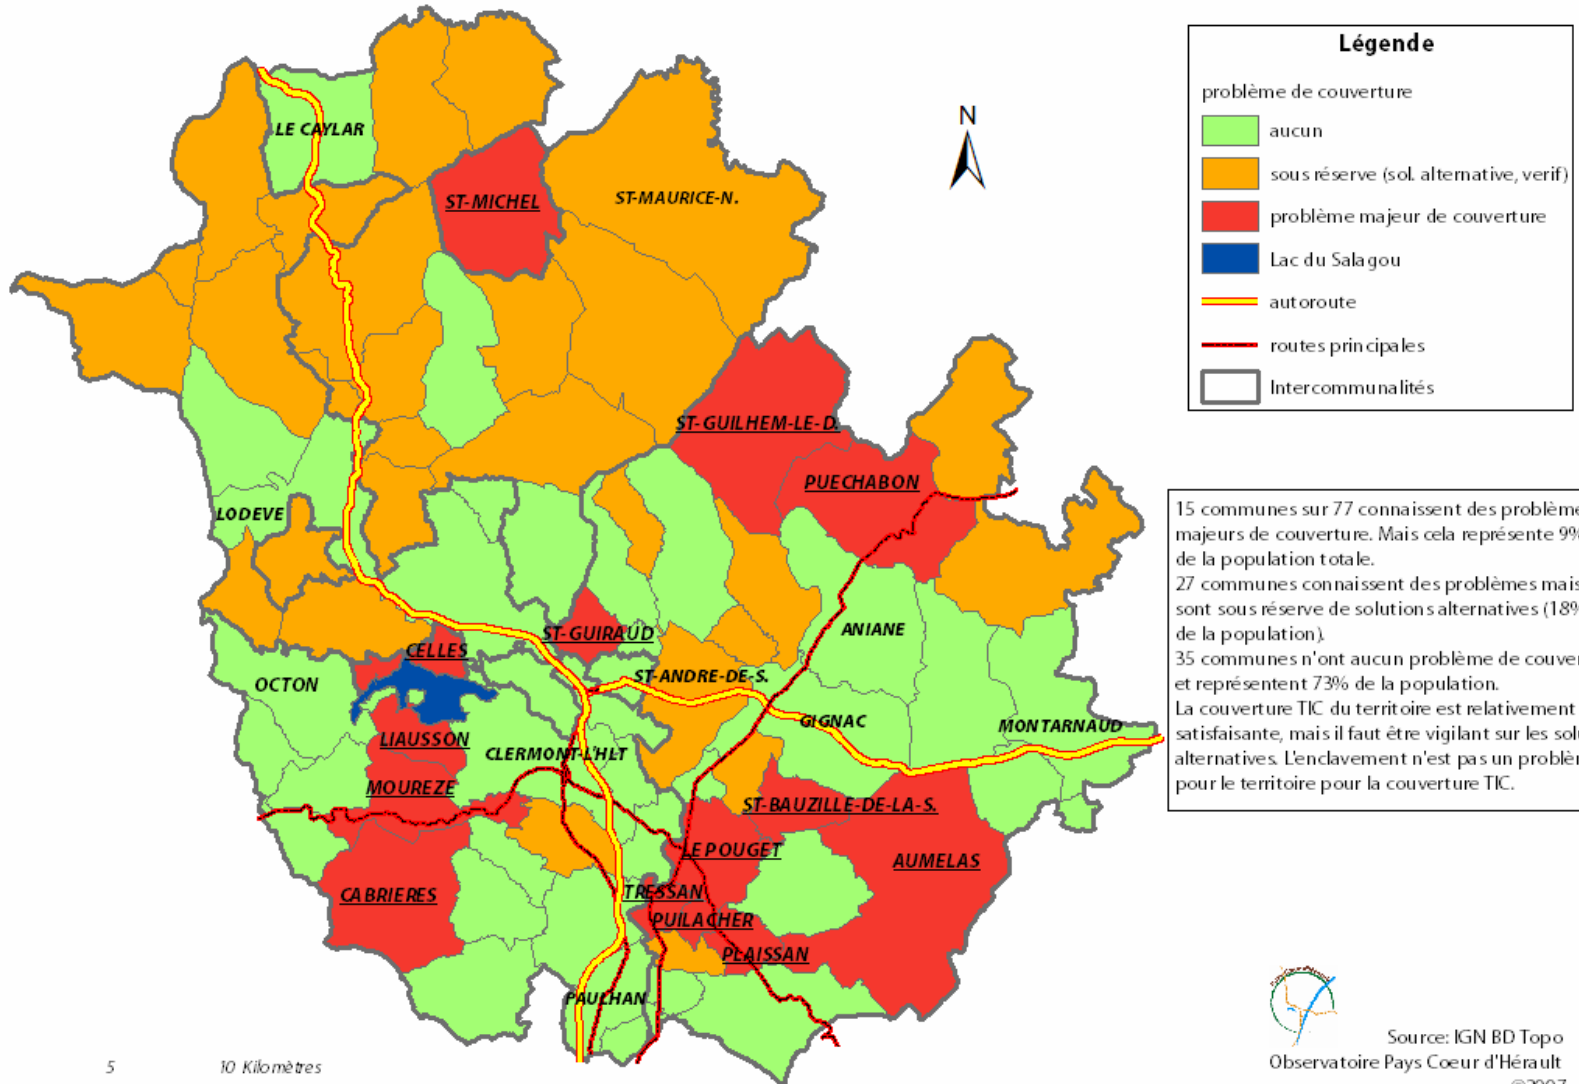 Légende
problème de couverture
aucun
sous réserve (sol. alternative, verif)
problème majeur de couverture
Lac du Salagou
autoroute
routes principales
Intercommunalités
N
LE CAYLAR
ST-MICHEL
ST-MAURICE-N.
ST-GUILHEM-LE-D.
PUECHABON
LODEVE
ST-GUIRAUD
ANIANE
CELLES
OCTON
ST-ANDRE-DE-S.
GIGNAC
MONTARNAUD
LIAUSSON
CLERMONT-L'HLT
MOUREZE
ST-BAUZILLE-DE-LA-S.
LE POUGET
AUMELAS
CABRIERES
TRESSAN
PUILACHER
PLAISSAN
PAULHAN
15 communes sur 77 connaissent des problème
majeurs de couverture. Mais cela représente 9%
de la population totale.
27 communes connaissent des problèmes mais
sont sous réserve de solutions alternatives (18%
de la population).
35 communes n'ont aucun problème de couver
et représentent 73% de la population.
La couverture TIC du territoire est relativement
satisfaisante, mais il faut être vigilant sur les solu
alternatives. L'enclavement n'est pas un problèm
pour le territoire pour la couverture TIC.
5 10 Kilomètres
Source: IGN BD Topo
Observatoire Pays Coeur d'Hérault
©2007